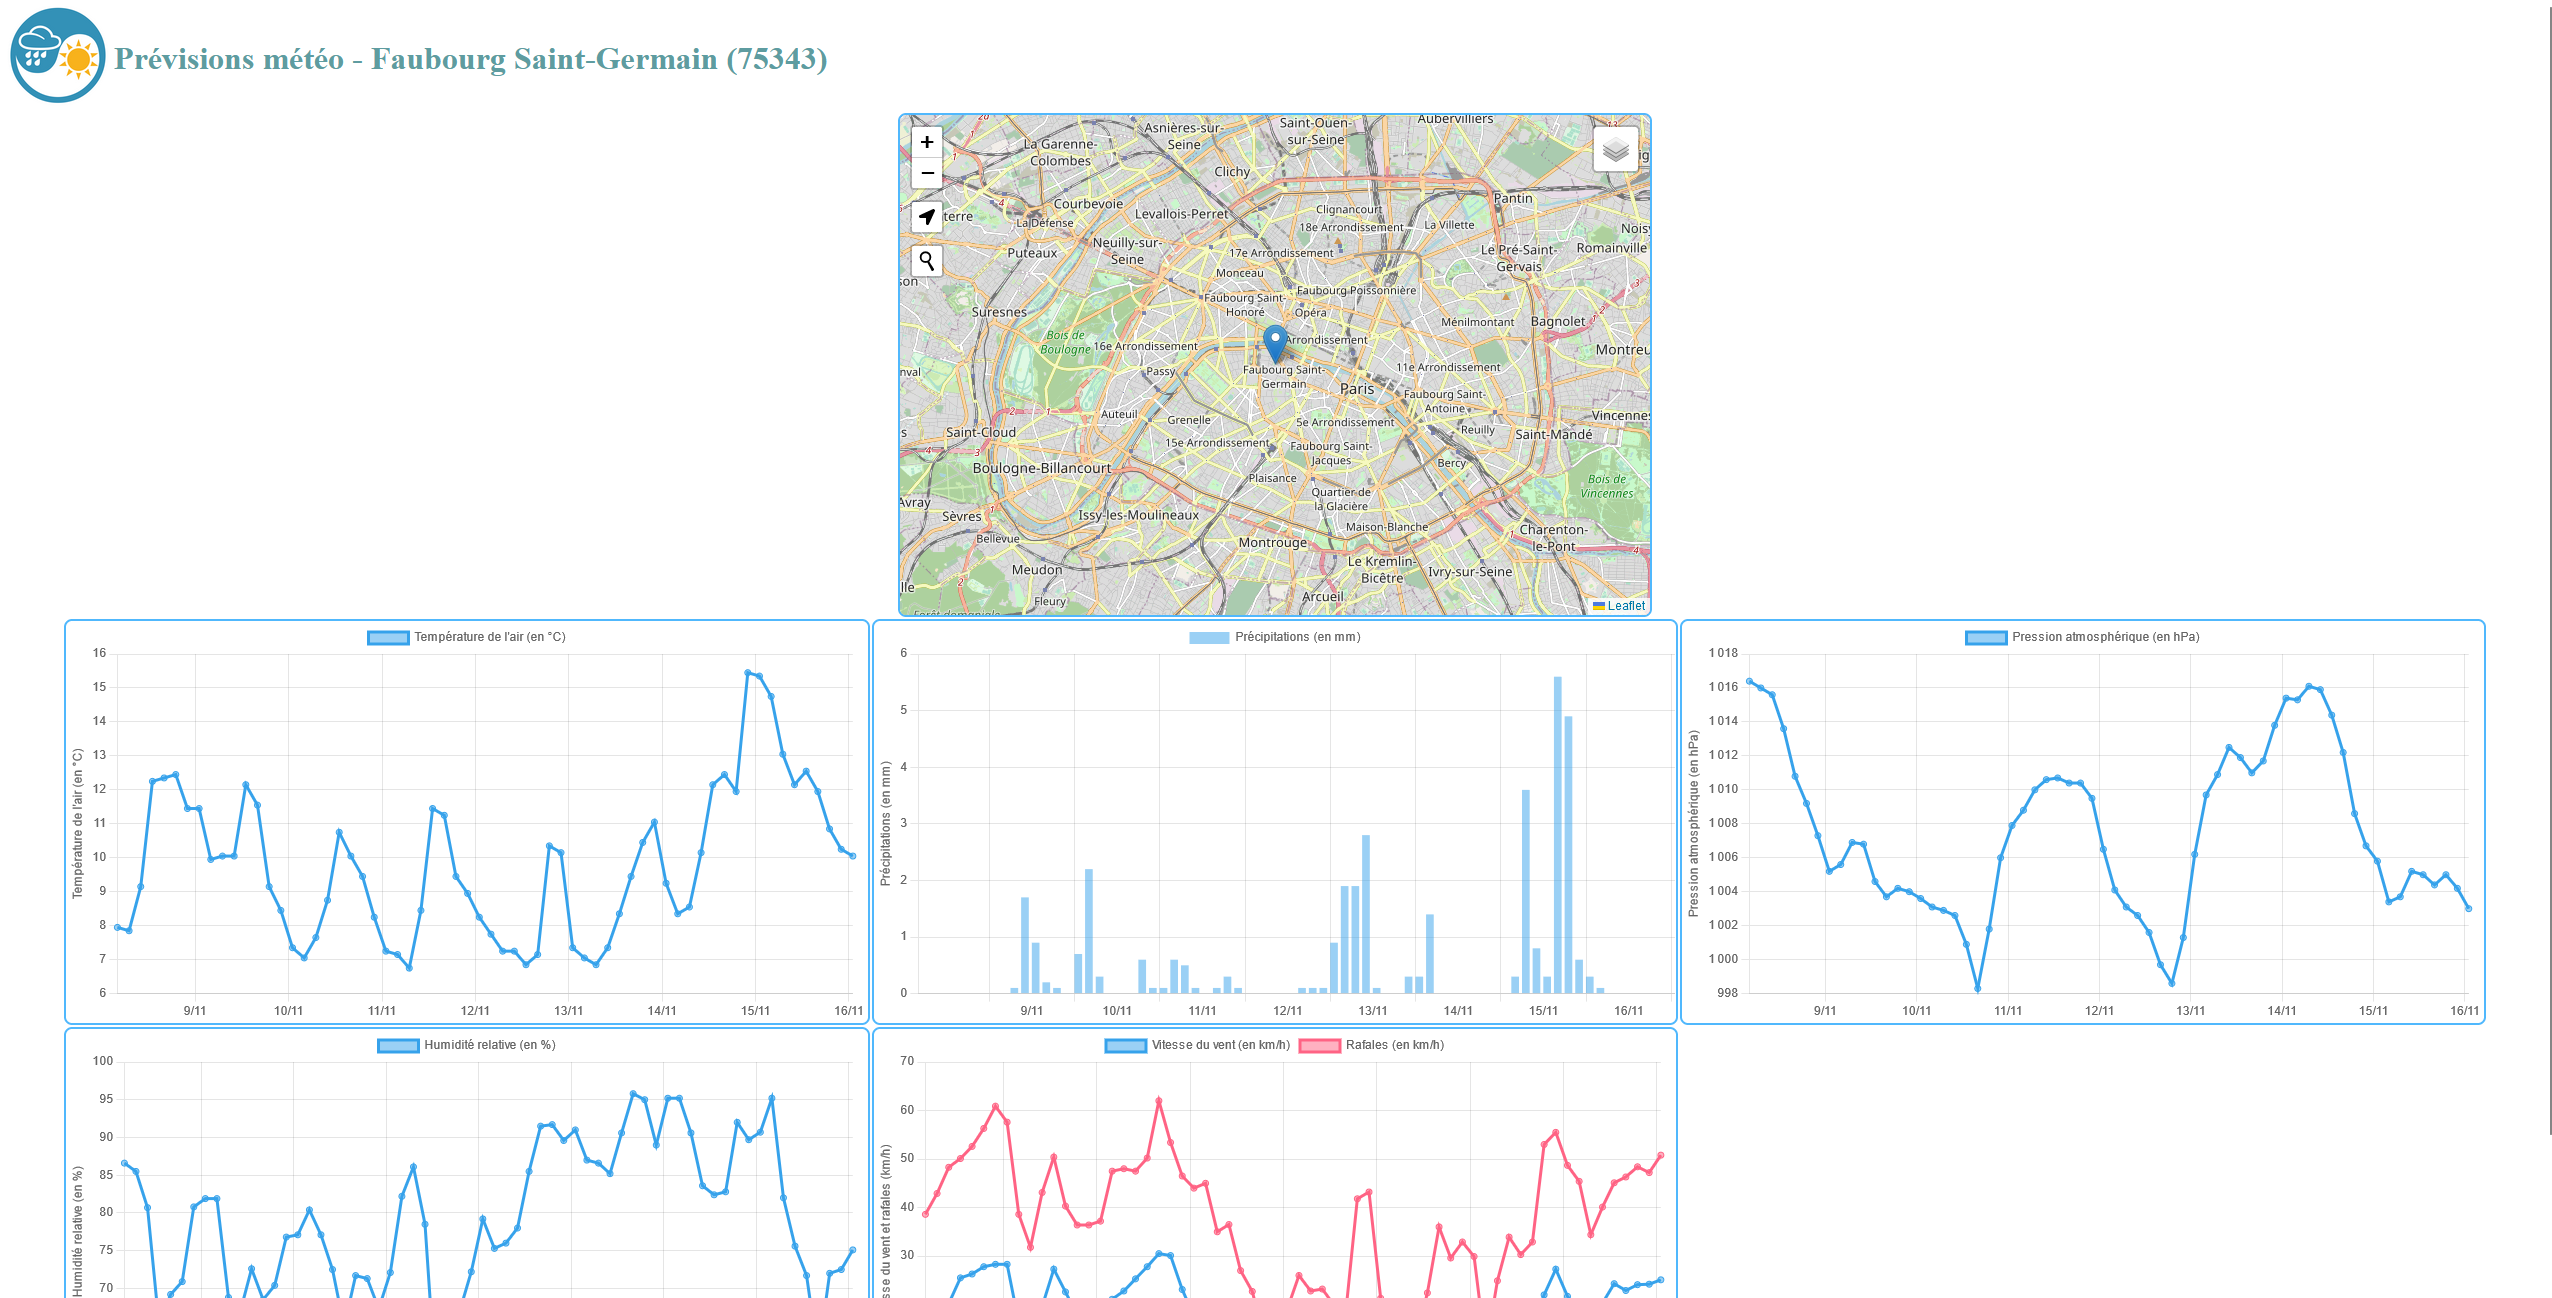 Prévisions météo - Faubourg Saint-Germain (75343)
+
−
Asnières-sur-
Seine
Saint-Ouen-
sur-Seine
Aubervilliers
La Garenne-
Colombes
Clichy
Courbevoie
Levallois-Perret
La Défense
terre
Clignancourt
18e Arrondissement
La Villette
Pantin
Neuilly-sur-
Seine
17e Arrondissement
Monceau
Puteaux
Le Pré-Saint-
Gervais
Romainville
Faubourg Saint-
Honoré
Faubourg Poissonnière
Opéra
Suresnes
Bois de
Boulogne
16e Arrondissement
Arrondissement
Ménilmontant
Bagnolet
Montreu
Passy
Faubourg Saint-
Germain
Paris
11e Arrondissement
Auteuil
Grenelle
Faubourg Saint-
Antoine
Vincennes
5e Arrondissement
Saint-Cloud
15e Arrondissement
Faubourg Saint-
Jacques
Reuilly
Saint-Mandé
Boulogne-Billancourt
Bercy
Plaisance
Quartier de
la Glacière
Bois de
Vincennes
Avray
Sèvres
Issy-les-Moulineaux
Maison-Blanche
Bellevue
Montrouge
Charenton-
le-Pont
Meudon
Le Kremlin-
Bicêtre
Ivry-sur-Seine
Fleury
Arcueil
Leaflet
Température de l'air (en °C)
Température de l'air (en °C)
16
15
14
13
12
11
10
9
8
7
6
9/11 10/11 11/11 12/11 13/11 14/11 15/11 16/11
Précipitations (en mm)
Précipitations (en mm)
6
5
4
3
2
1
0
9/11 10/11 11/11 12/11 13/11 14/11 15/11 16/11
Pression atmosphérique (en hPa)
Pression atmosphérique (en hPa)
1 018
1 016
1 014
1 012
1 010
1 008
1 006
1 004
1 002
1 000
998
9/11 10/11 11/11 12/11 13/11 14/11 15/11 16/11
Humidité relative (en %)
Humidité relative (en %)
100
95
90
85
80
75
70
Vitesse du vent (en km/h) Rafales (en km/h)
sse du vent et rafales (km/h)
70
60
50
40
30